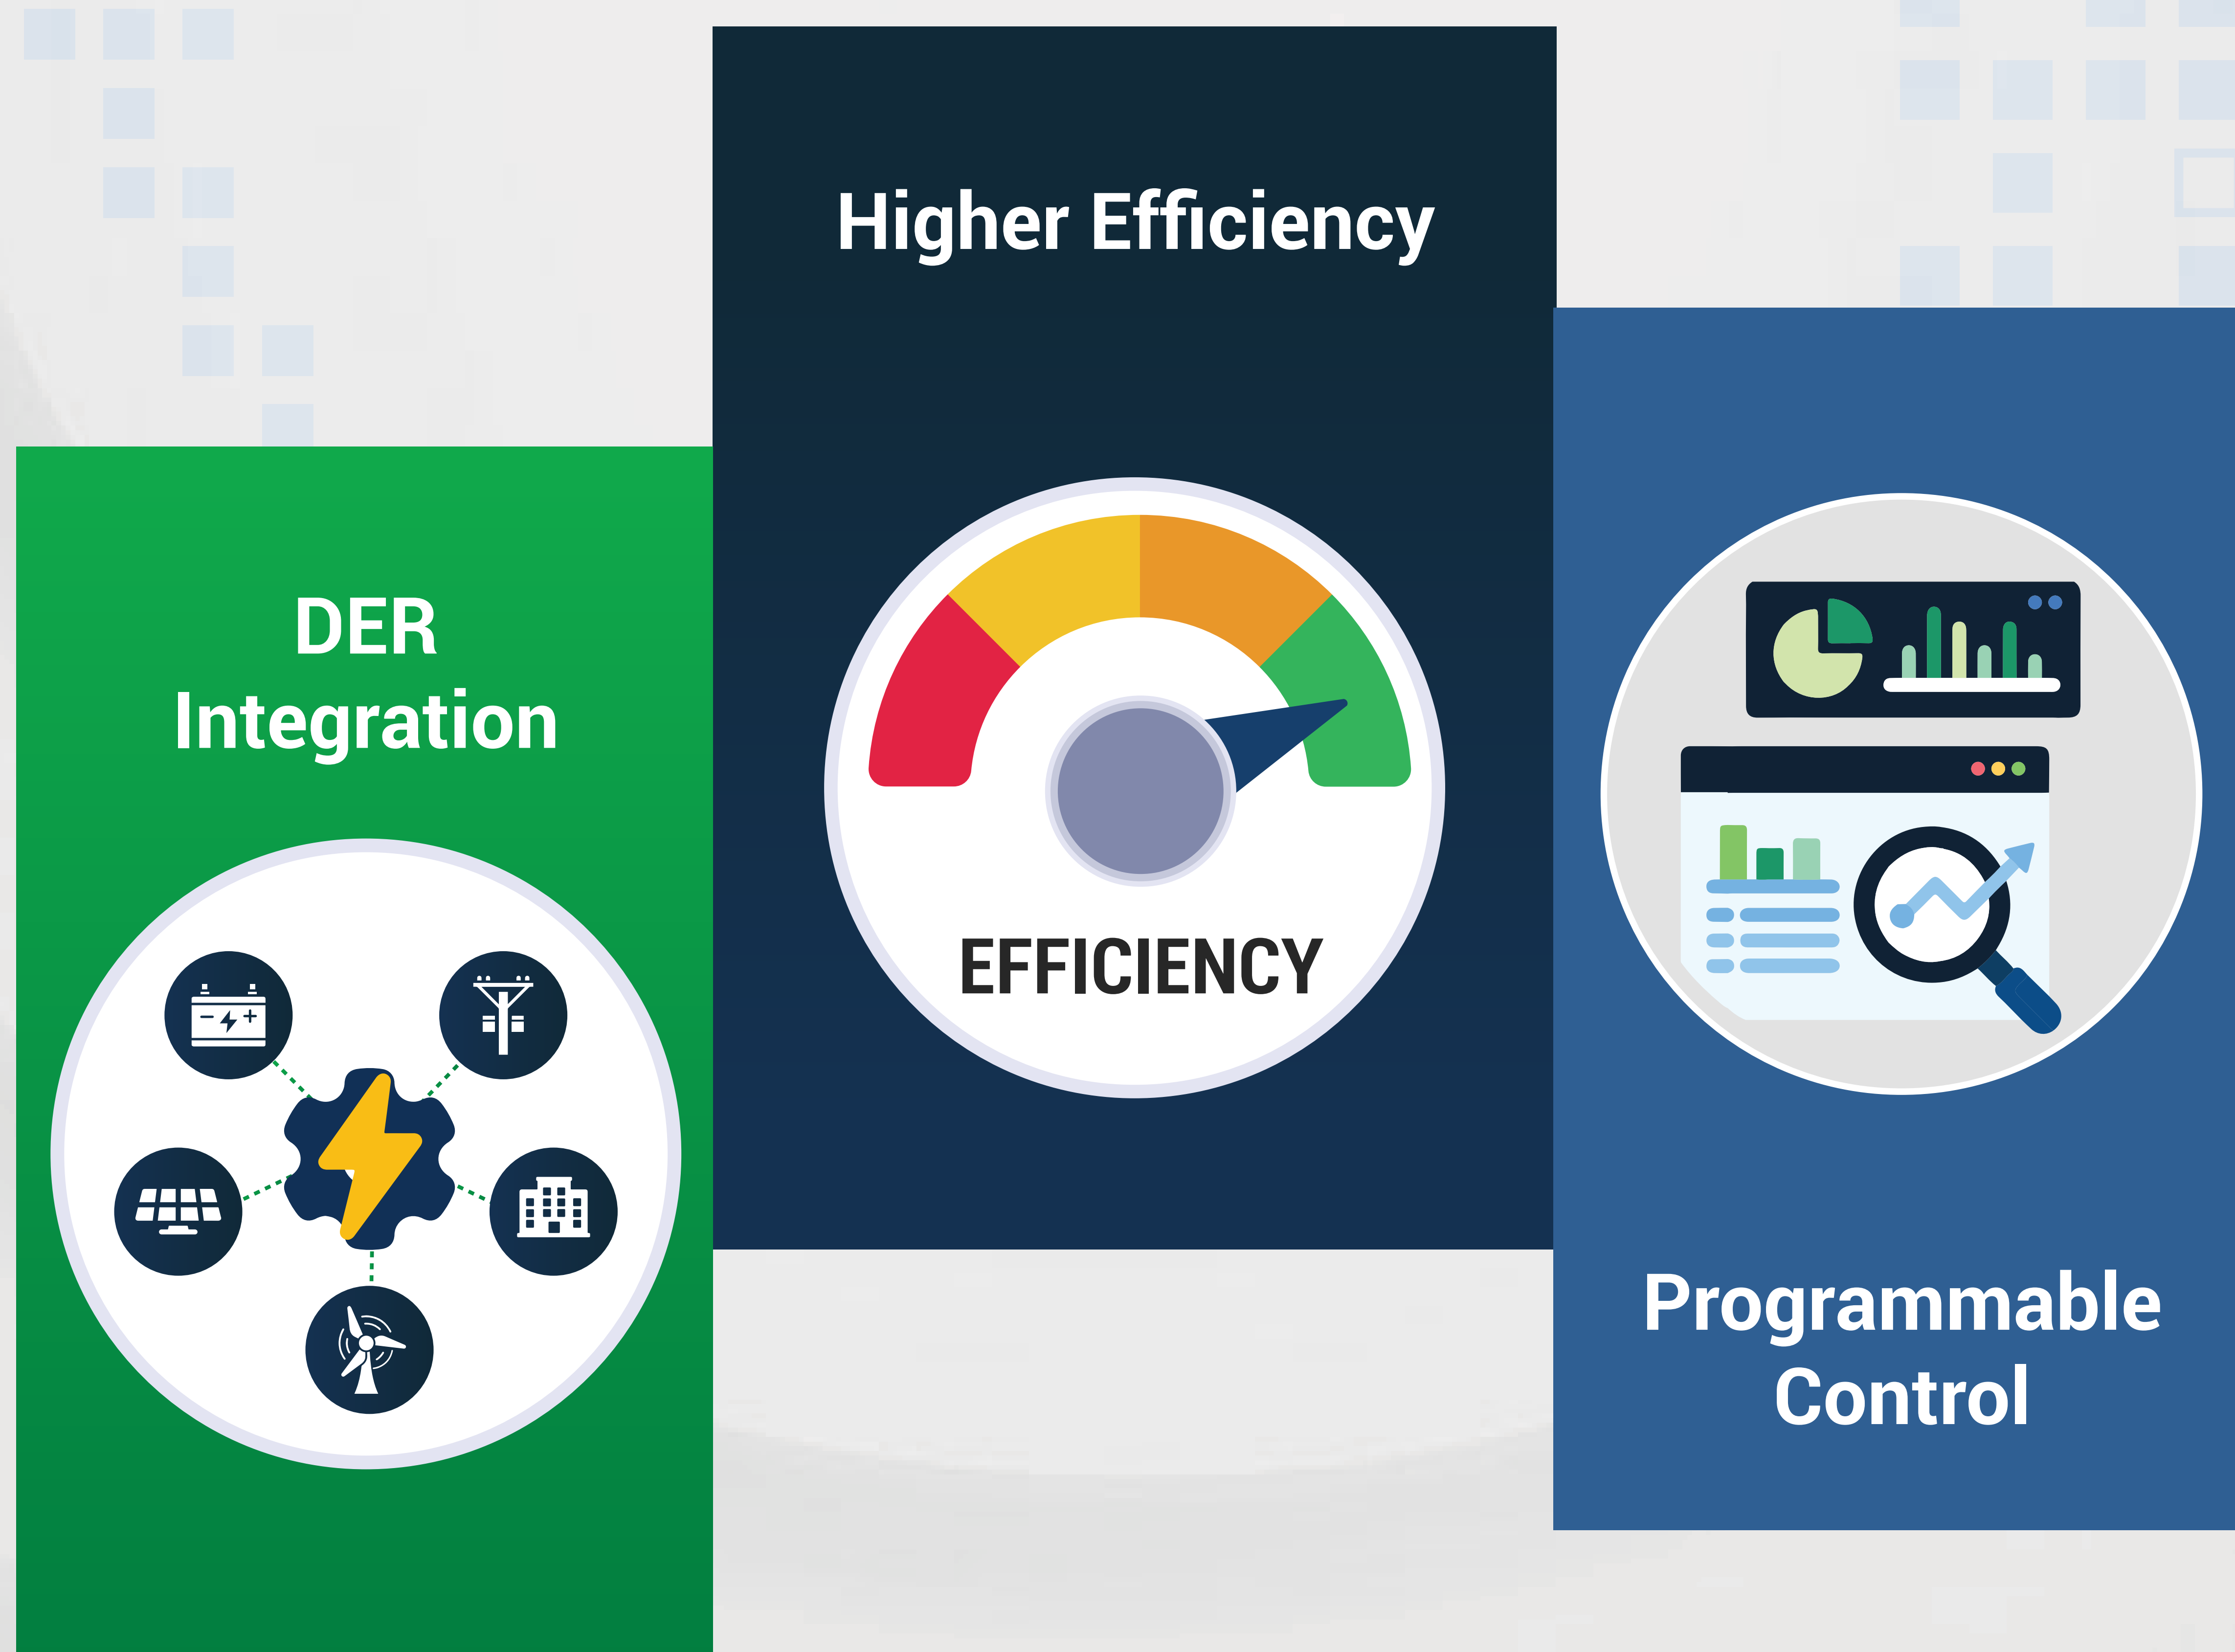 DER
Integration
Higher Efficiency
EFFICIENCY
Programmable
Control